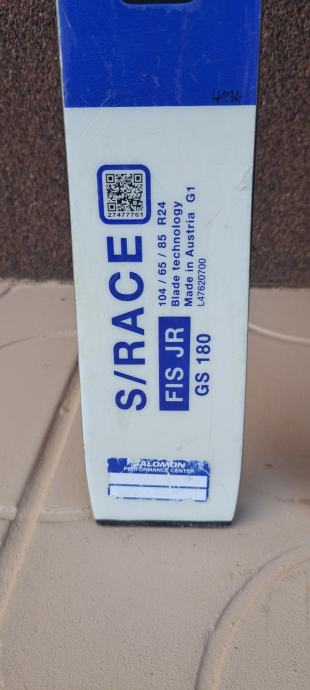 27477761
S/RACE
104 / 65 / 85 R24
Blade technology
Made in Austria G1
L47620700
FIS JR
GS 180
SALOMON
PERFORMANCE CENTER